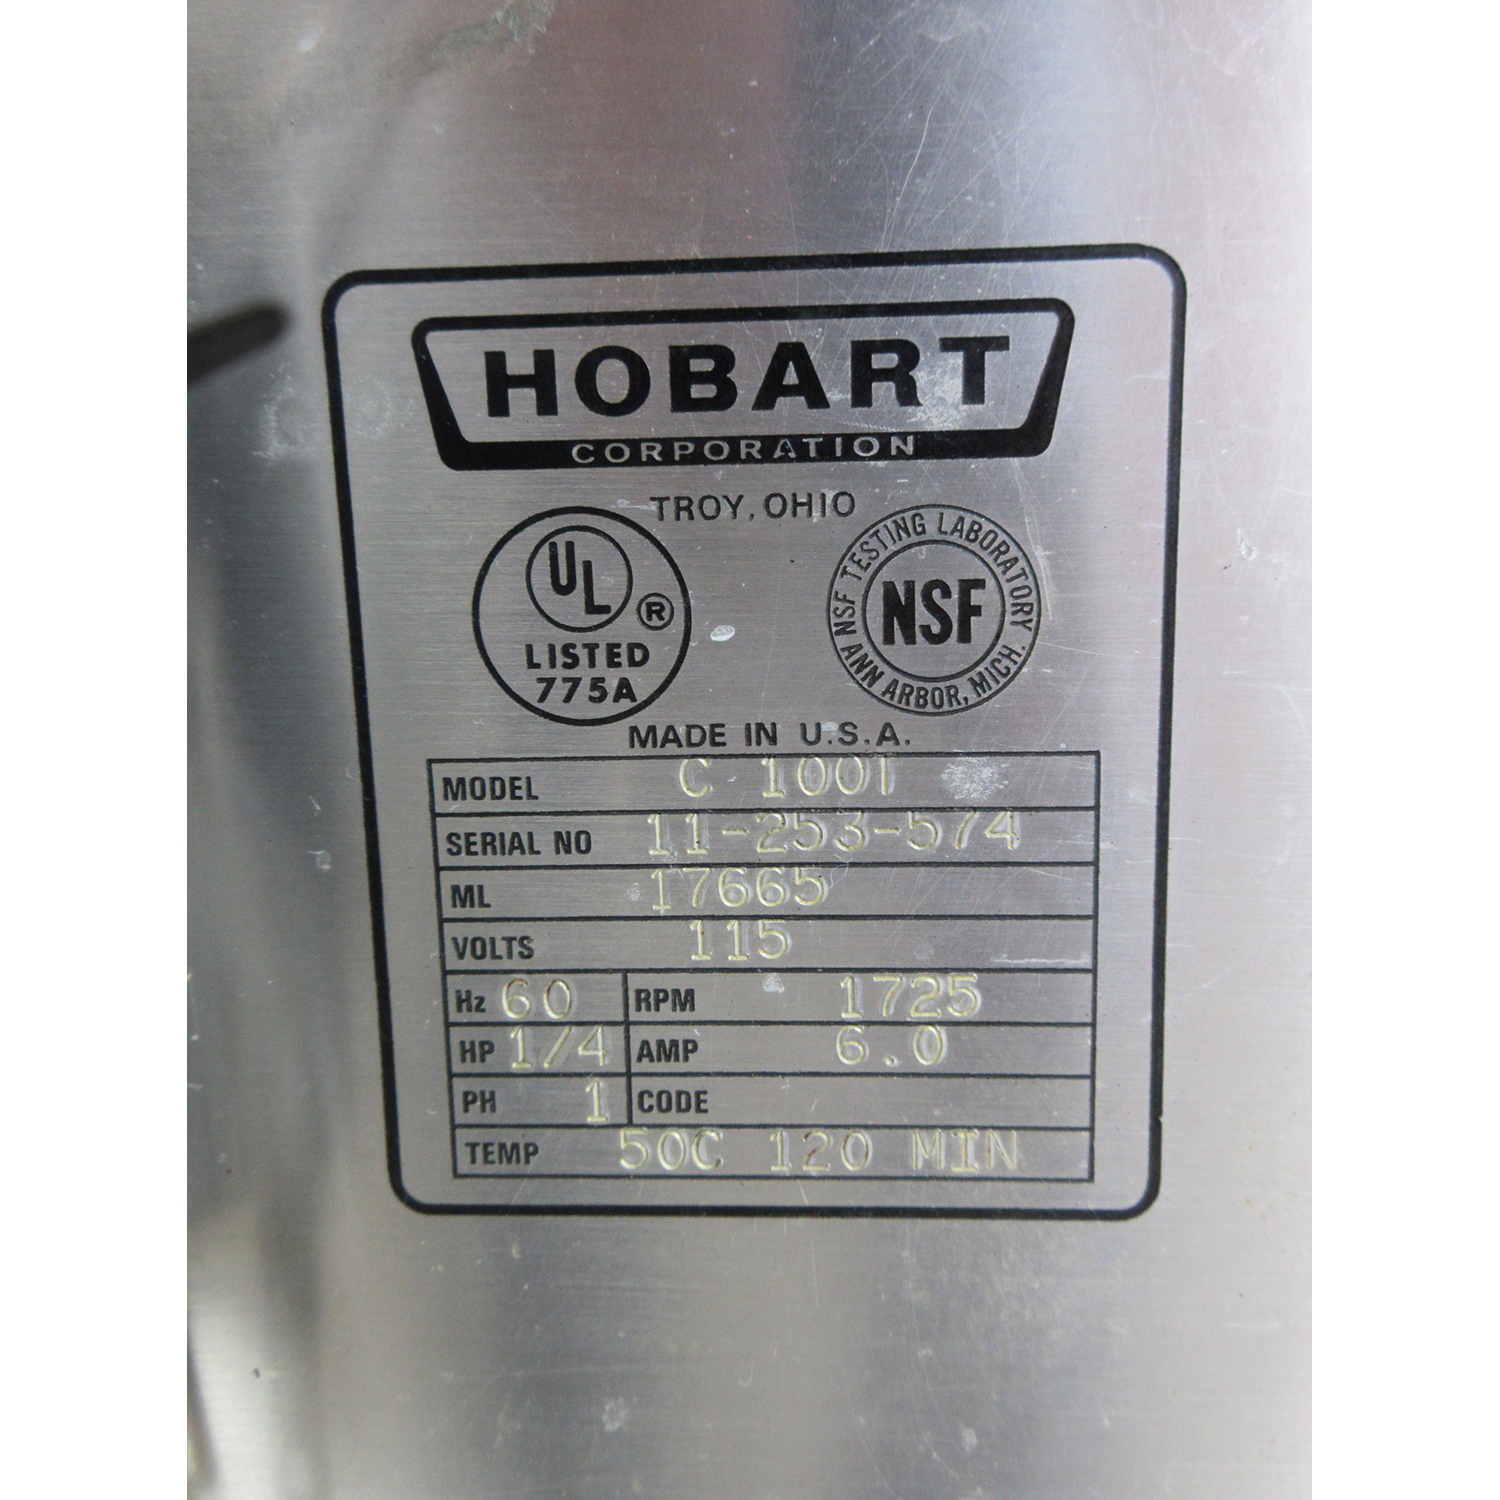 HOBART
CORPORATION
TROY, OHIO
UL ®
LISTED
775A
NSF TESTING LABORATORY
NSF
ANN ARBOR, MICH.
MADE IN U.S.A.
MODEL C 100T
SERIAL NO 11-253-574
ML 17665
VOLTS 115
Hz 60 RPM 1725
HP 1/4 AMP 6.0
PH 1 CODE
TEMP 50C 120 MIN